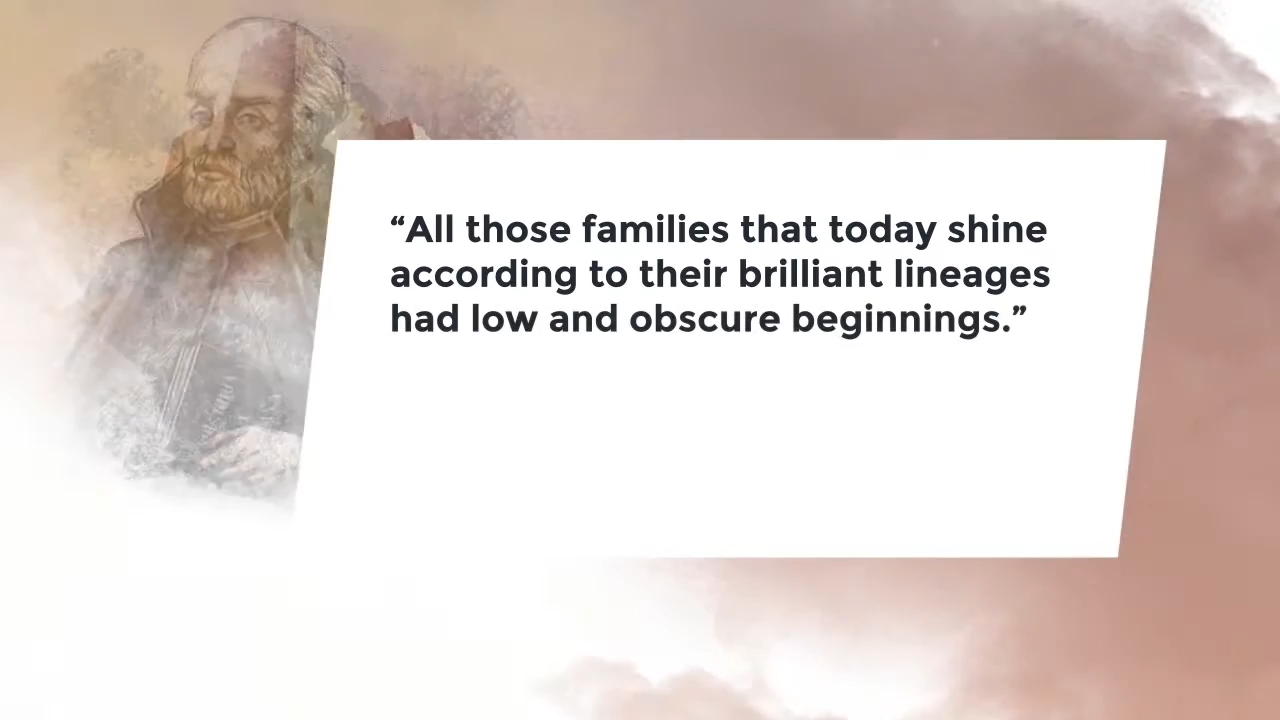 “All those families that today shine
according to their brilliant lineages
had low and obscure beginnings.”